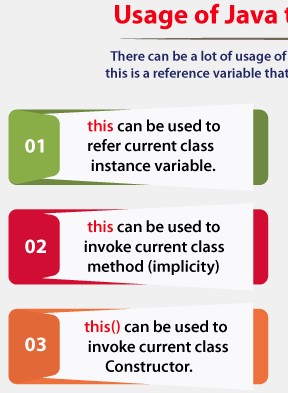 Usage of Java
There can be a lot of usage of
this is a reference variable that
01
this can be used to
refer current class
instance variable.
02
this can be used to
invoke current class
method (implicity)
03
this() can be used to
invoke current class
Constructor.